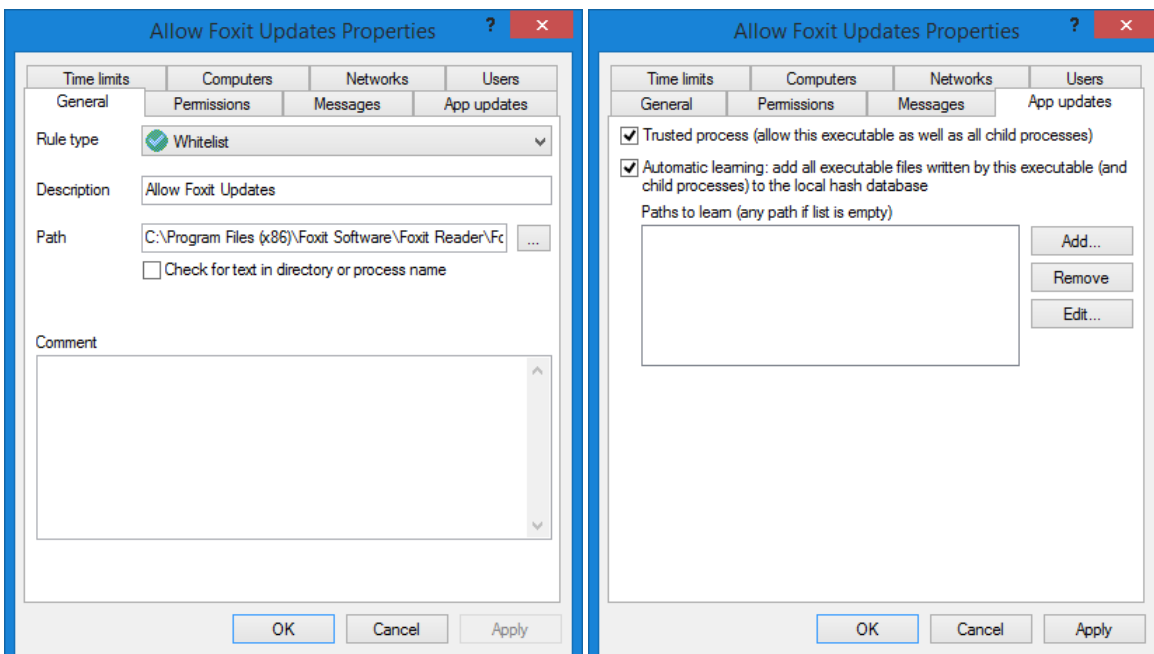 Allow Foxit Updates Properties
?
Time limits Computers Networks Users
General Permissions Messages App updates
Rule type Whitelist
Description Allow Foxit Updates
Path C:\Program Files (x86)\Foxit Software\Foxit Reader\Fc ...
Check for text in directory or process name
Comment
OK Cancel Apply
Allow Foxit Updates Properties
?
Time limits Computers Networks Users
General Permissions Messages App updates
Trusted process (allow this executable as well as all child processes)
Automatic learning: add all executable files written by this executable (and
child processes) to the local hash database
Paths to learn (any path if list is empty)
Add...
Remove
Edit...
OK Cancel Apply